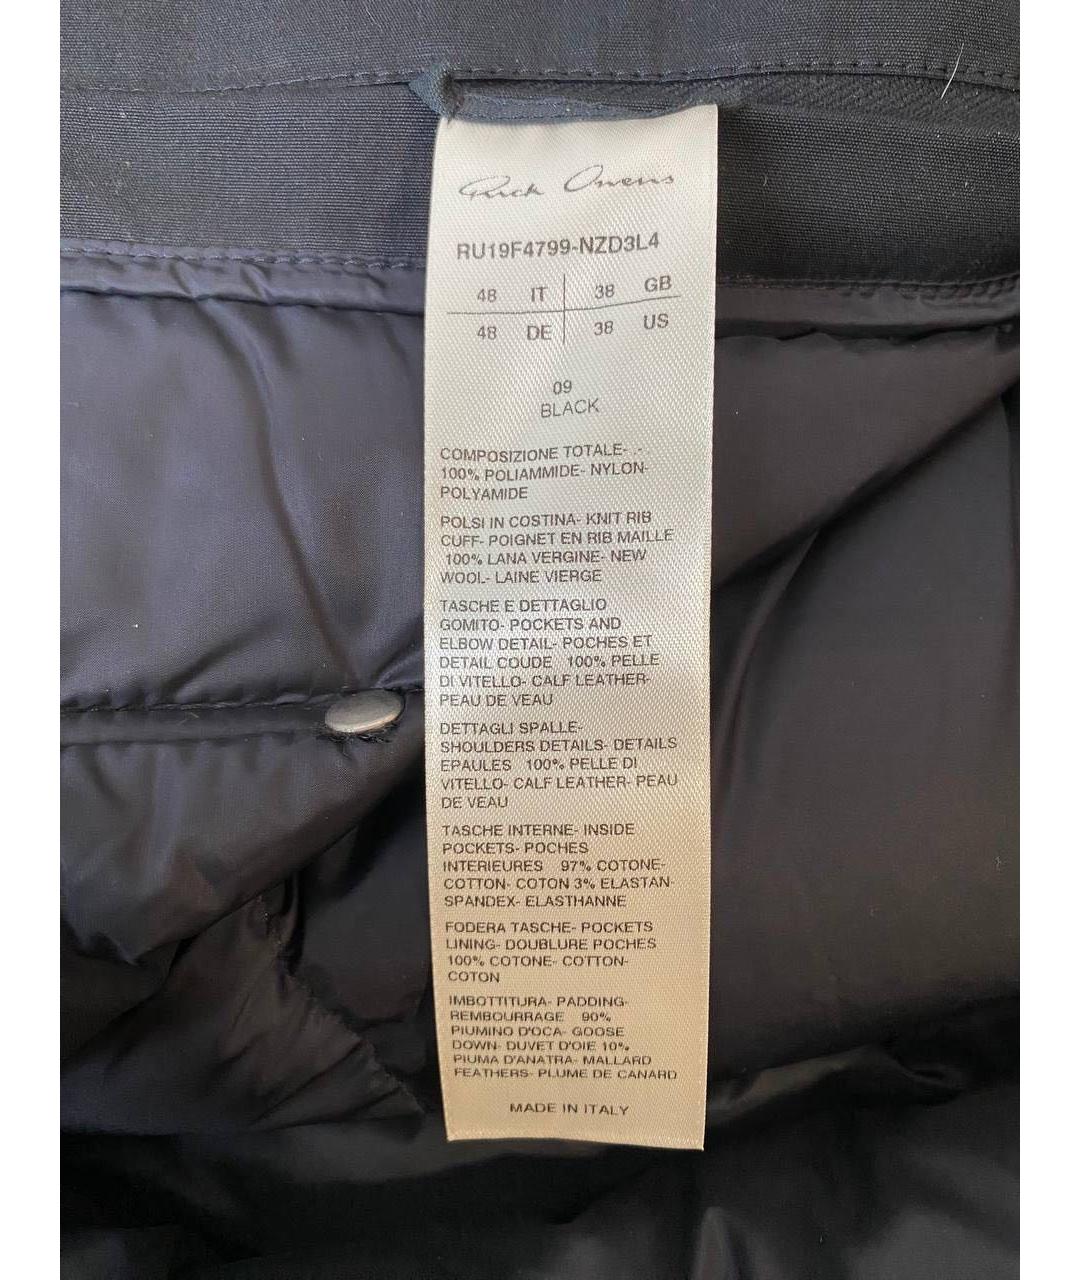 Rick Owens
RU19F4799-NZD3L4
48 IT 38 GB
48 DE 38 US
09
BLACK
COMPOSIZIONE TOTALE- .-
100% POLIAMMIDE- NYLON-
POLYAMIDE
POLSI IN COSTINA- KNIT RIB
CUFF- POIGNET EN RIB MAILLE
100% LANA VERGINE- NEW
WOOL- LAINE VIERGE
TASCHE E DETTAGLIO
GOMITO- POCKETS AND
ELBOW DETAIL- POCHES ET
DETAIL COUDE 100% PELLE
DI VITELLO- CALF LEATHER-
PEAU DE VEAU
DETTAGLI SPALLE-
SHOULDERS DETAILS- DETAILS
EPAULES 100% PELLE DI
VITELLO- CALF LEATHER- PEAU
DE VEAU
TASCHE INTERNE- INSIDE
POCKETS- POCHES
INTERIEURES 97% COTONE-
COTTON- COTON 3% ELASTAN-
SPANDEX- ELASTHANNE
FODERA TASCHE- POCKETS
LINING- DOUBLURE POCHES
100% COTONE- COTTON-
COTON
IMBOTTITURA- PADDING-
REMBOURRAGE 90%
PIUMINO D'OCA- GOOSE
DOWN- DUVET D'OIE 10%
PIUMA D'ANATRA- MALLARD
FEATHERS- PLUME DE CANARD
MADE IN ITALY